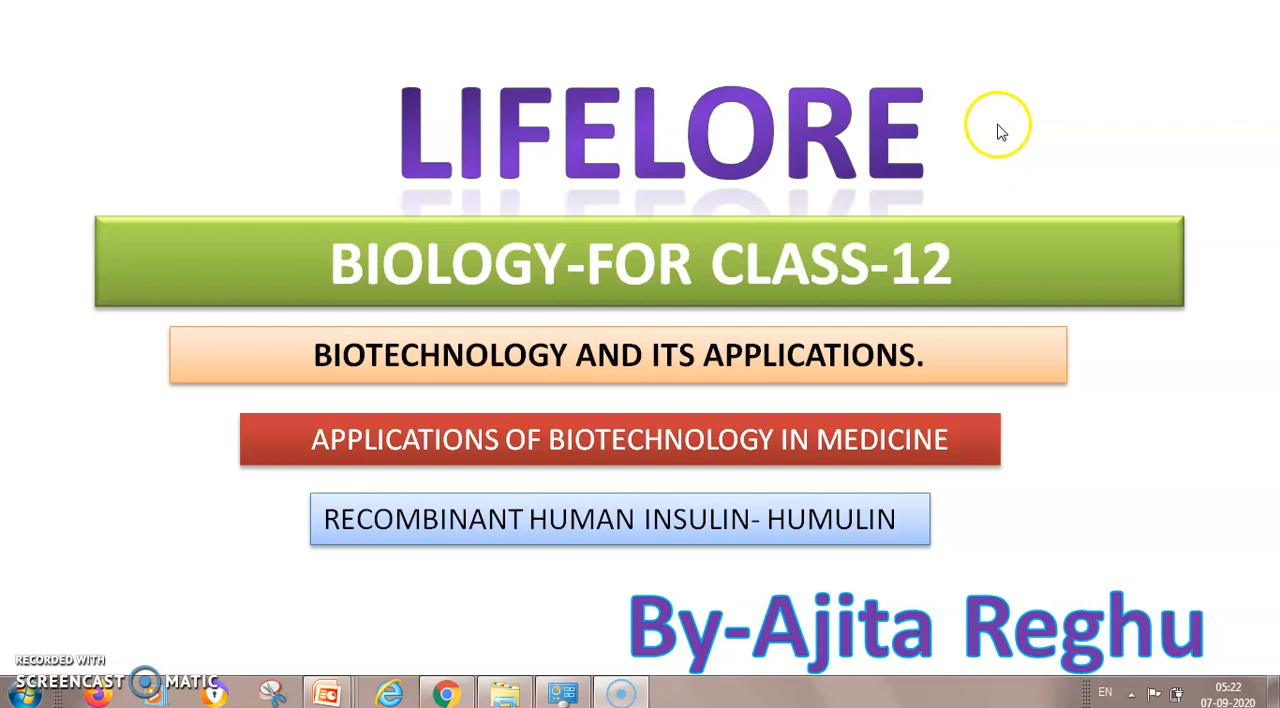 LIFELORE
BIOLOGY-FOR CLASS-12
BIOTECHNOLOGY AND ITS APPLICATIONS.
APPLICATIONS OF BIOTECHNOLOGY IN MEDICINE
RECOMBINANT HUMAN INSULIN- HUMULIN
By-Ajita Reghu
RECORDED WITH
SCREENCAST MATIC
EN
05:22
07-09-2020